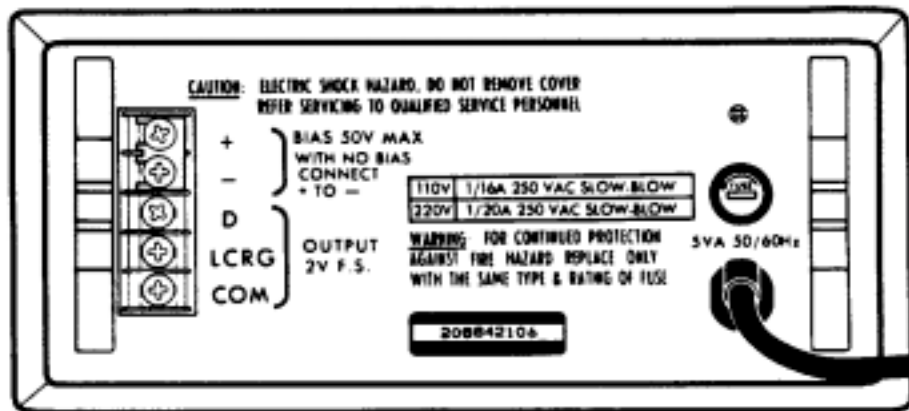 CAUTION: ELECTRIC SHOCK HAZARD, DO NOT REMOVE COVER
REFER SERVICING TO QUALIFIED SERVICE PERSONNEL
+
BIAS 50V MAX
WITH NO BIAS
CONNECT
+ TO —
—
D
LCRG
COM
OUTPUT
2V F.S.
110V 1/16A 250 VAC SLOW-BLOW
220V 1/20A 250 VAC SLOW-BLOW
WARNING: FOR CONTINUED PROTECTION
AGAINST FIRE HAZARD REPLACE ONLY
WITH THE SAME TYPE & RATING OF FUSE
FUSE
5VA 50/60Hz
208842106